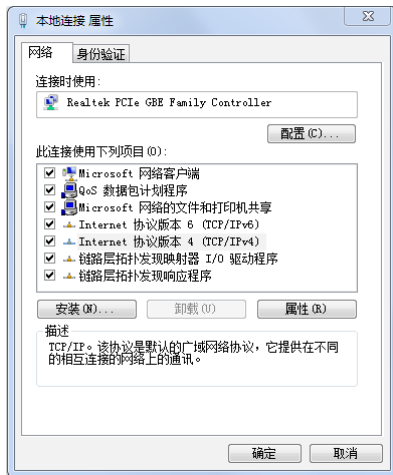 本地连接 属性
网络
身份验证
连接时使用:
Realtek PCIe GBE Family Controller
配置(C)...
此连接使用下列项目(O):
Microsoft 网络客户端
QoS 数据包计划程序
Microsoft 网络的文件和打印机共享
Internet 协议版本 6 (TCP/IPv6)
Internet 协议版本 4 (TCP/IPv4)
链路层拓扑发现映射器 I/O 驱动程序
链路层拓扑发现响应程序
安装(N)...
卸载(U)
属性(R)
描述
TCP/IP。该协议是默认的广域网络协议，它提供在不同
的相互连接的网络上的通讯。
确定
取消